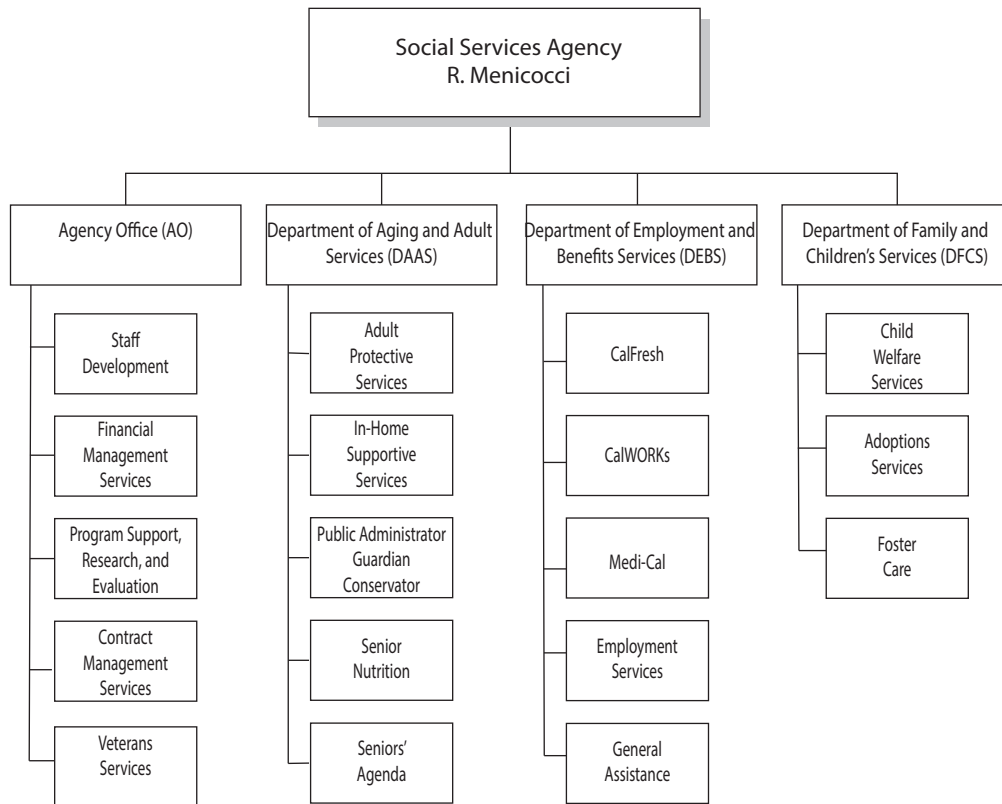 Social Services Agency
R. Menicocci
Agency Office (AO)
Department of Aging and Adult
Services (DAAS)
Department of Employment and
Benefits Services (DEBS)
Department of Family and
Children's Services (DFCS)
Staff
Development
Financial
Management
Services
Program Support,
Research, and
Evaluation
Contract
Management
Services
Veterans
Services
Adult
Protective
Services
In-Home
Supportive
Services
Public Administrator
Guardian
Conservator
Senior
Nutrition
Seniors'
Agenda
CalFresh
CalWORKs
Medi-Cal
Employment
Services
General
Assistance
Child
Welfare
Services
Adoptions
Services
Foster
Care